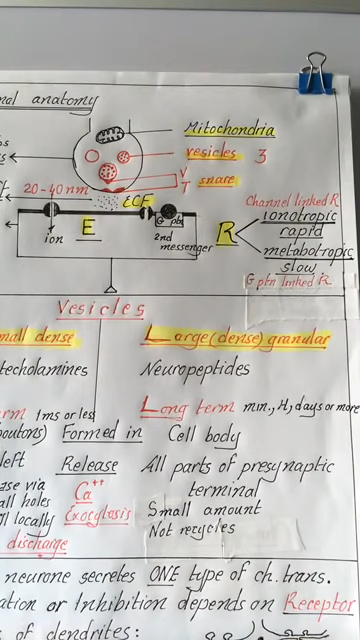 nal anatomy
Mitochondria
vesicles 3
V
T snare
20-40 nm
ECF
E
ion
G ptn
2nd
messenger
R
Channel linked R
ionotropic
rapid
metabotropic
slow
G ptn linked R
Vesicles
mall dense
Large (dense) granular
techolamines
Neuropeptides
erm 1ms or less
Long term min., H, days or more
boutons) Formed in Cell body
left Release All parts of presynaptic
terminal
ase via Ca++
all holes Exocytosis Small amount
ll locally Not recycles
discharge
neurone secretes ONE type of ch. trans.
ation or Inhibition depends on Receptor
s of dendrites: